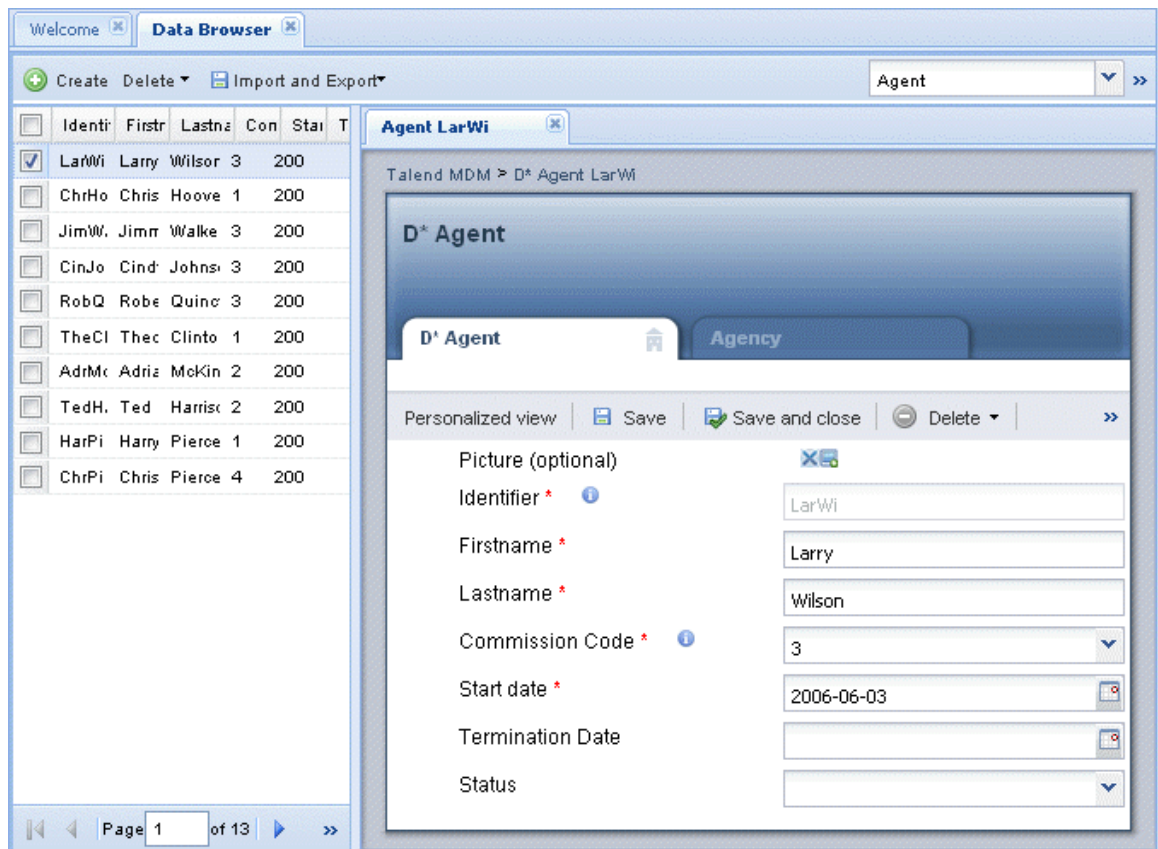 Welcome Data Browser
Create Delete Import and Export Agent »
Identi Firstr Lastna Con Star T
LarWi Larry Wilsor 3 200
ChrHo Chris Hoove 1 200
JimW. Jimm Walke 3 200
CinJo Cind Johns 3 200
RobQ Robe Quinc 3 200
TheCl Thec Clinto 1 200
AdrMc Adria McKin 2 200
TedH. Ted Harrisc 2 200
HarPi Harry Pierce 1 200
ChrPi Chris Pierce 4 200
Page 1 of 13 »
Agent LarWi
Talend MDM > D* Agent LarWi
D* Agent
D* Agent Agency
Personalized view Save Save and close Delete »
Picture (optional)
Identifier * LarWi
Firstname * Larry
Lastname * Wilson
Commission Code * 3
Start date * 2006-06-03
Termination Date
Status